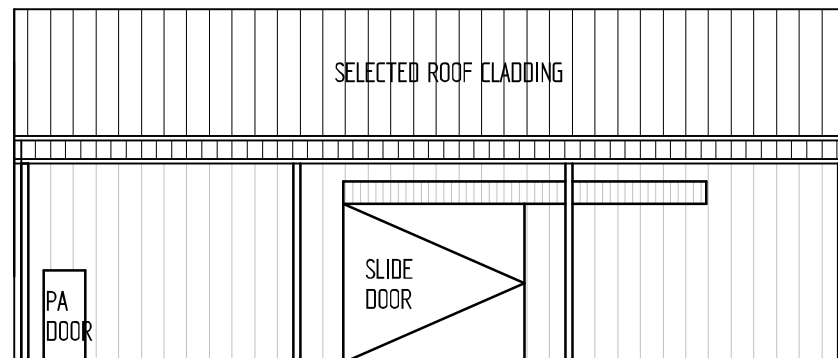 SELECTED ROOF CLADDING
SLIDE
DOOR
PA
DOOR